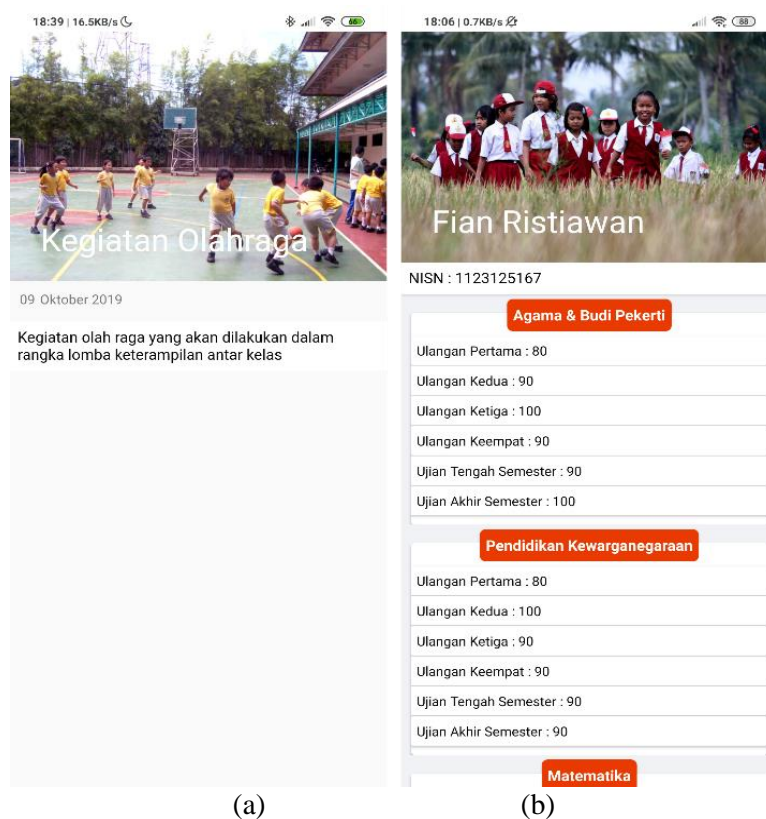 18:39 | 16.5KB/s
66
Kegiatan Olahraga
09 Oktober 2019
Kegiatan olah raga yang akan dilakukan dalam
rangka lomba keterampilan antar kelas
(a)
18:06 | 0.7KB/s
88
Fian Ristiawan
NISN : 1123125167
Agama & Budi Pekerti
Ulangan Pertama : 80
Ulangan Kedua : 90
Ulangan Ketiga : 100
Ulangan Keempat : 90
Ujian Tengah Semester : 90
Ujian Akhir Semester : 100
Pendidikan Kewarganegaraan
Ulangan Pertama : 80
Ulangan Kedua : 100
Ulangan Ketiga : 90
Ulangan Keempat : 90
Ujian Tengah Semester : 90
Ujian Akhir Semester : 90
Matematika
(b)